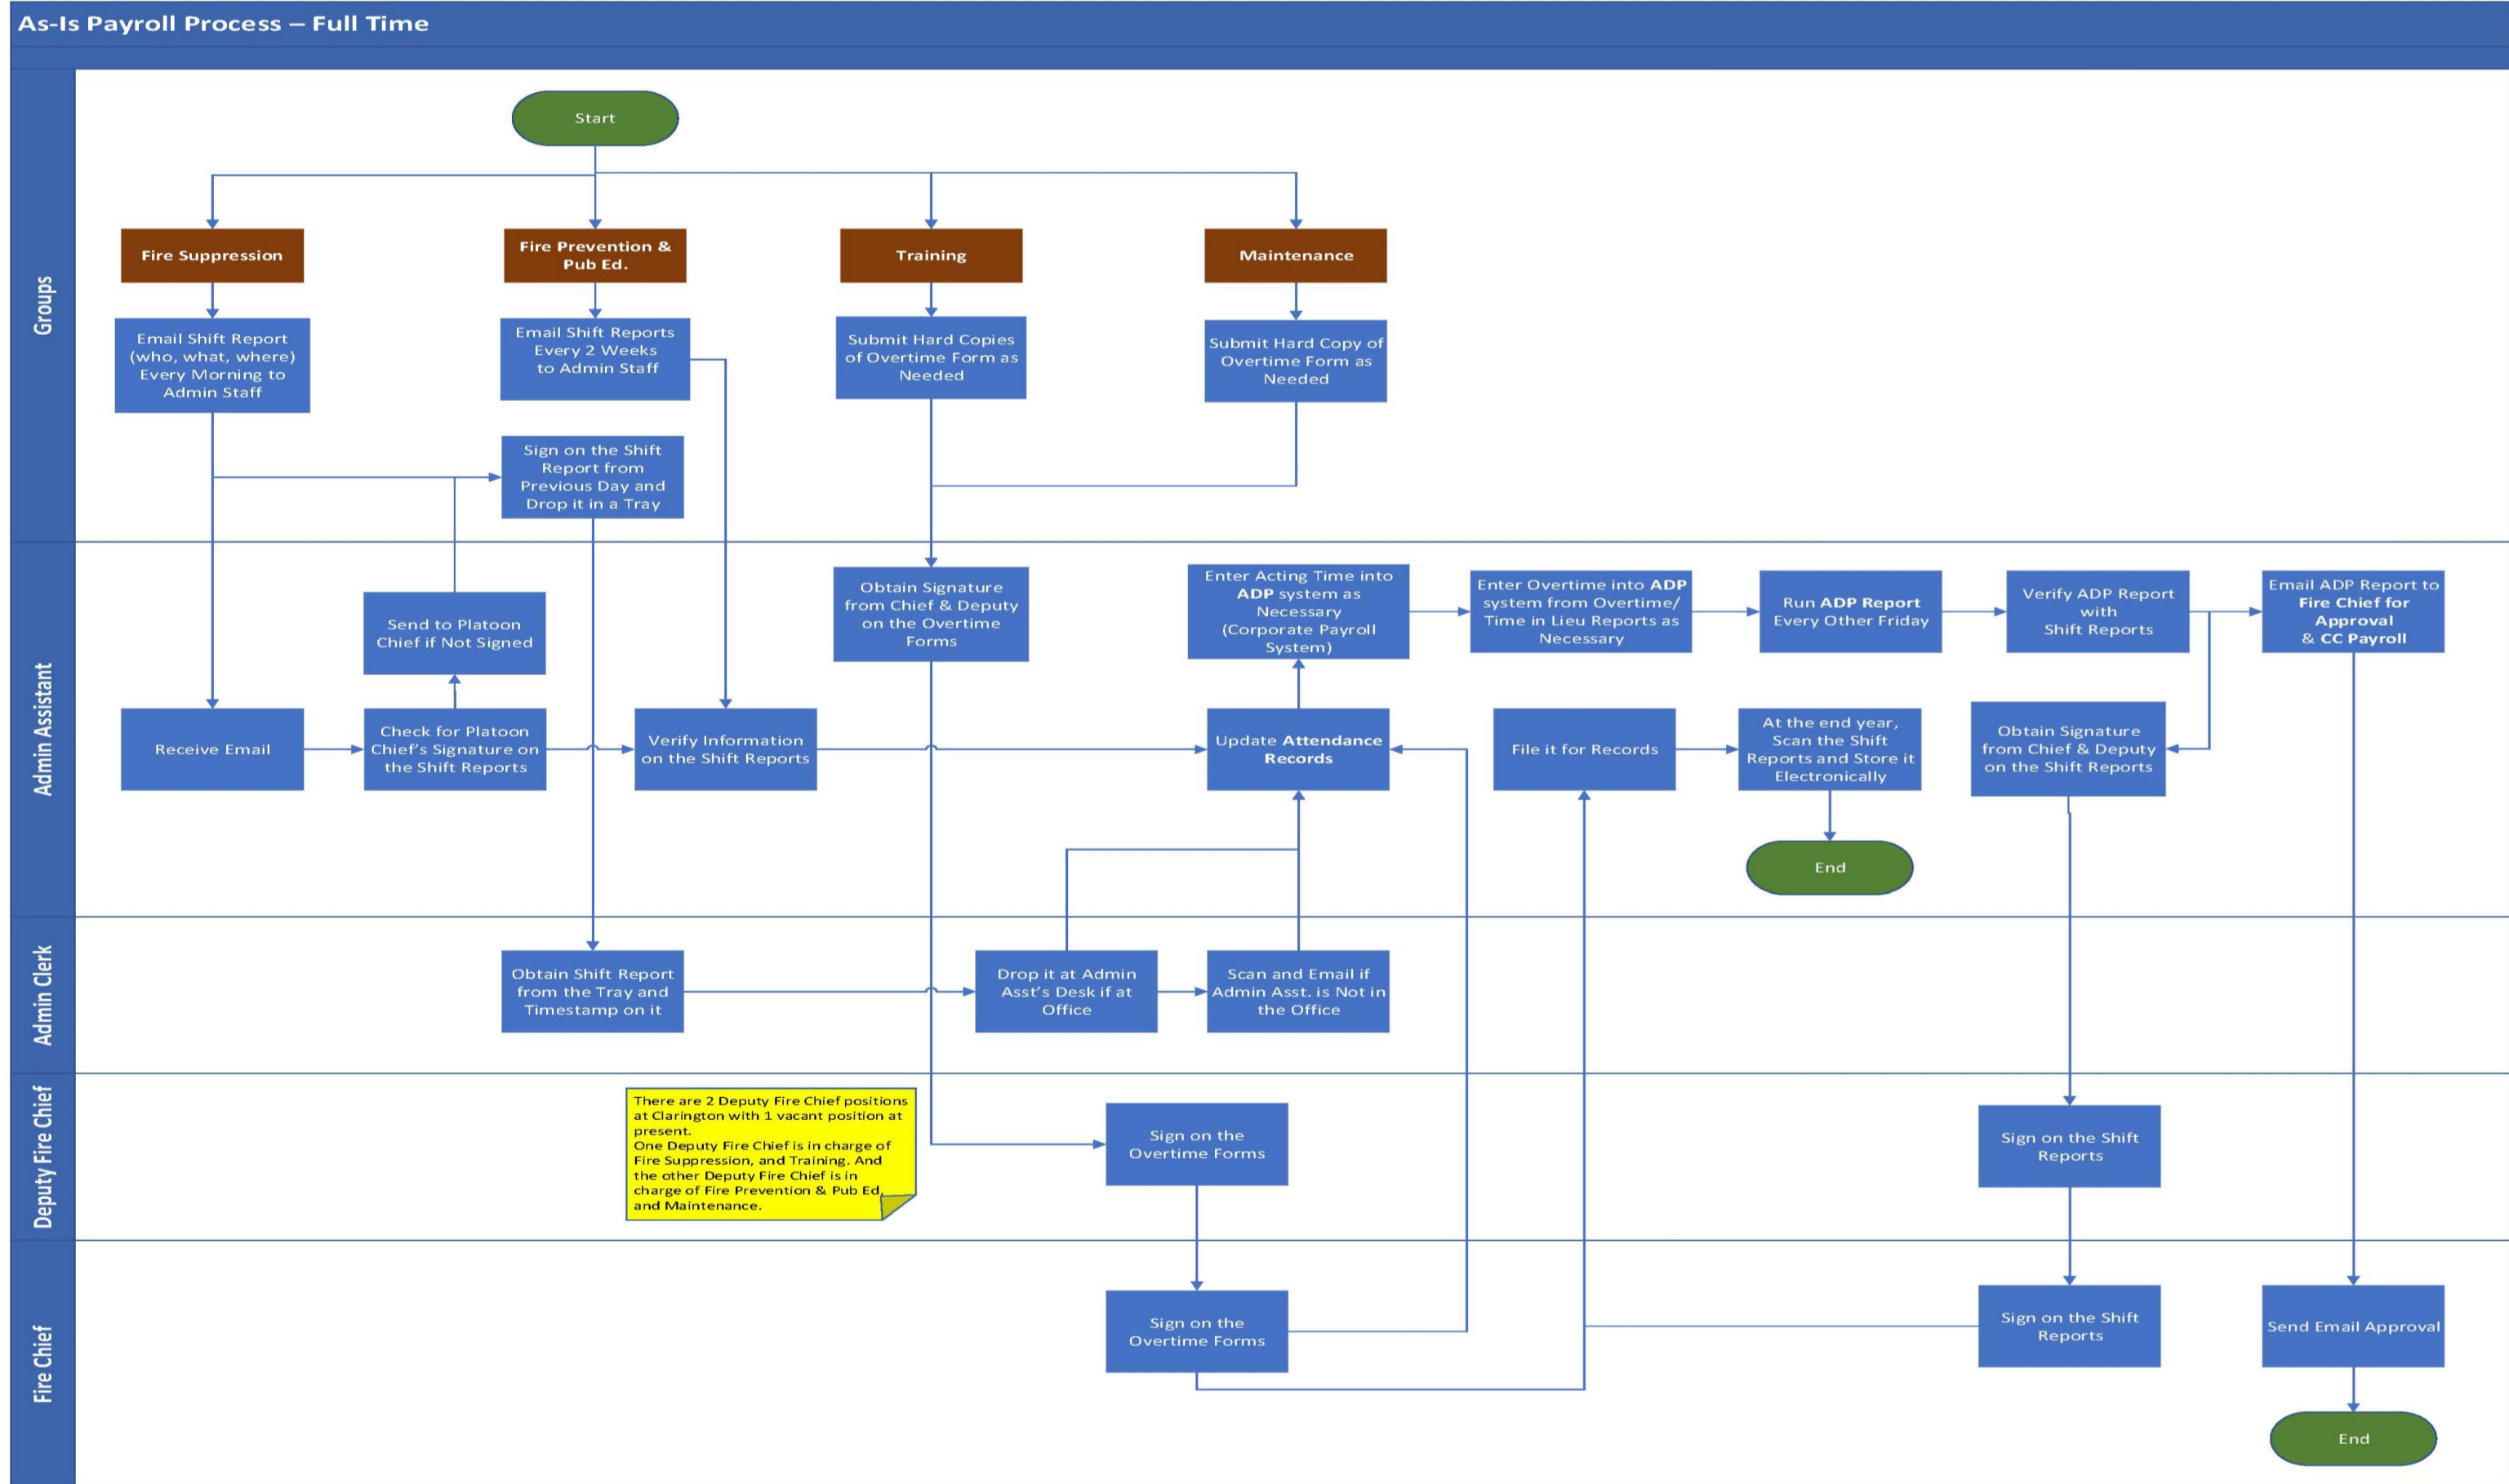 As-Is Payroll Process – Full Time
Groups
Start
Fire Suppression
Fire Prevention &
Pub Ed.
Training
Maintenance
Email Shift Report
(who, what, where)
Every Morning to
Admin Staff
Email Shift Reports
Every 2 Weeks
to Admin Staff
Submit Hard Copies
of Overtime Form as
Needed
Submit Hard Copy of
Overtime Form as
Needed
Sign on the Shift
Report from
Previous Day and
Drop it in a Tray
Admin Assistant
Send to Platoon
Chief if Not Signed
Obtain Signature
from Chief & Deputy
on the Overtime
Forms
Enter Acting Time into
ADP system as
Necessary
(Corporate Payroll
System)
Enter Overtime into ADP
system from Overtime/
Time in Lieu Reports as
Necessary
Run ADP Report
Every Other Friday
Verify ADP Report
with
Shift Reports
Email ADP Report to
Fire Chief for
Approval
& CC Payroll
Receive Email
Check for Platoon
Chief's Signature on
the Shift Reports
Verify Information
on the Shift Reports
Update Attendance
Records
File it for Records
At the end year,
Scan the Shift
Reports and Store it
Electronically
Obtain Signature
from Chief & Deputy
on the Shift Reports
End
Admin Clerk
Obtain Shift Report
from the Tray and
Timestamp on it
Drop it at Admin
Asst's Desk if at
Office
Scan and Email if
Admin Asst. is Not in
the Office
Deputy Fire Chief
There are 2 Deputy Fire Chief positions
at Clarington with 1 vacant position at
present.
One Deputy Fire Chief is in charge of
Fire Suppression, and Training. And
the other Deputy Fire Chief is in
charge of Fire Prevention & Pub Ed,
and Maintenance.
Sign on the
Overtime Forms
Sign on the Shift
Reports
Fire Chief
Sign on the
Overtime Forms
Sign on the Shift
Reports
Send Email Approval
End